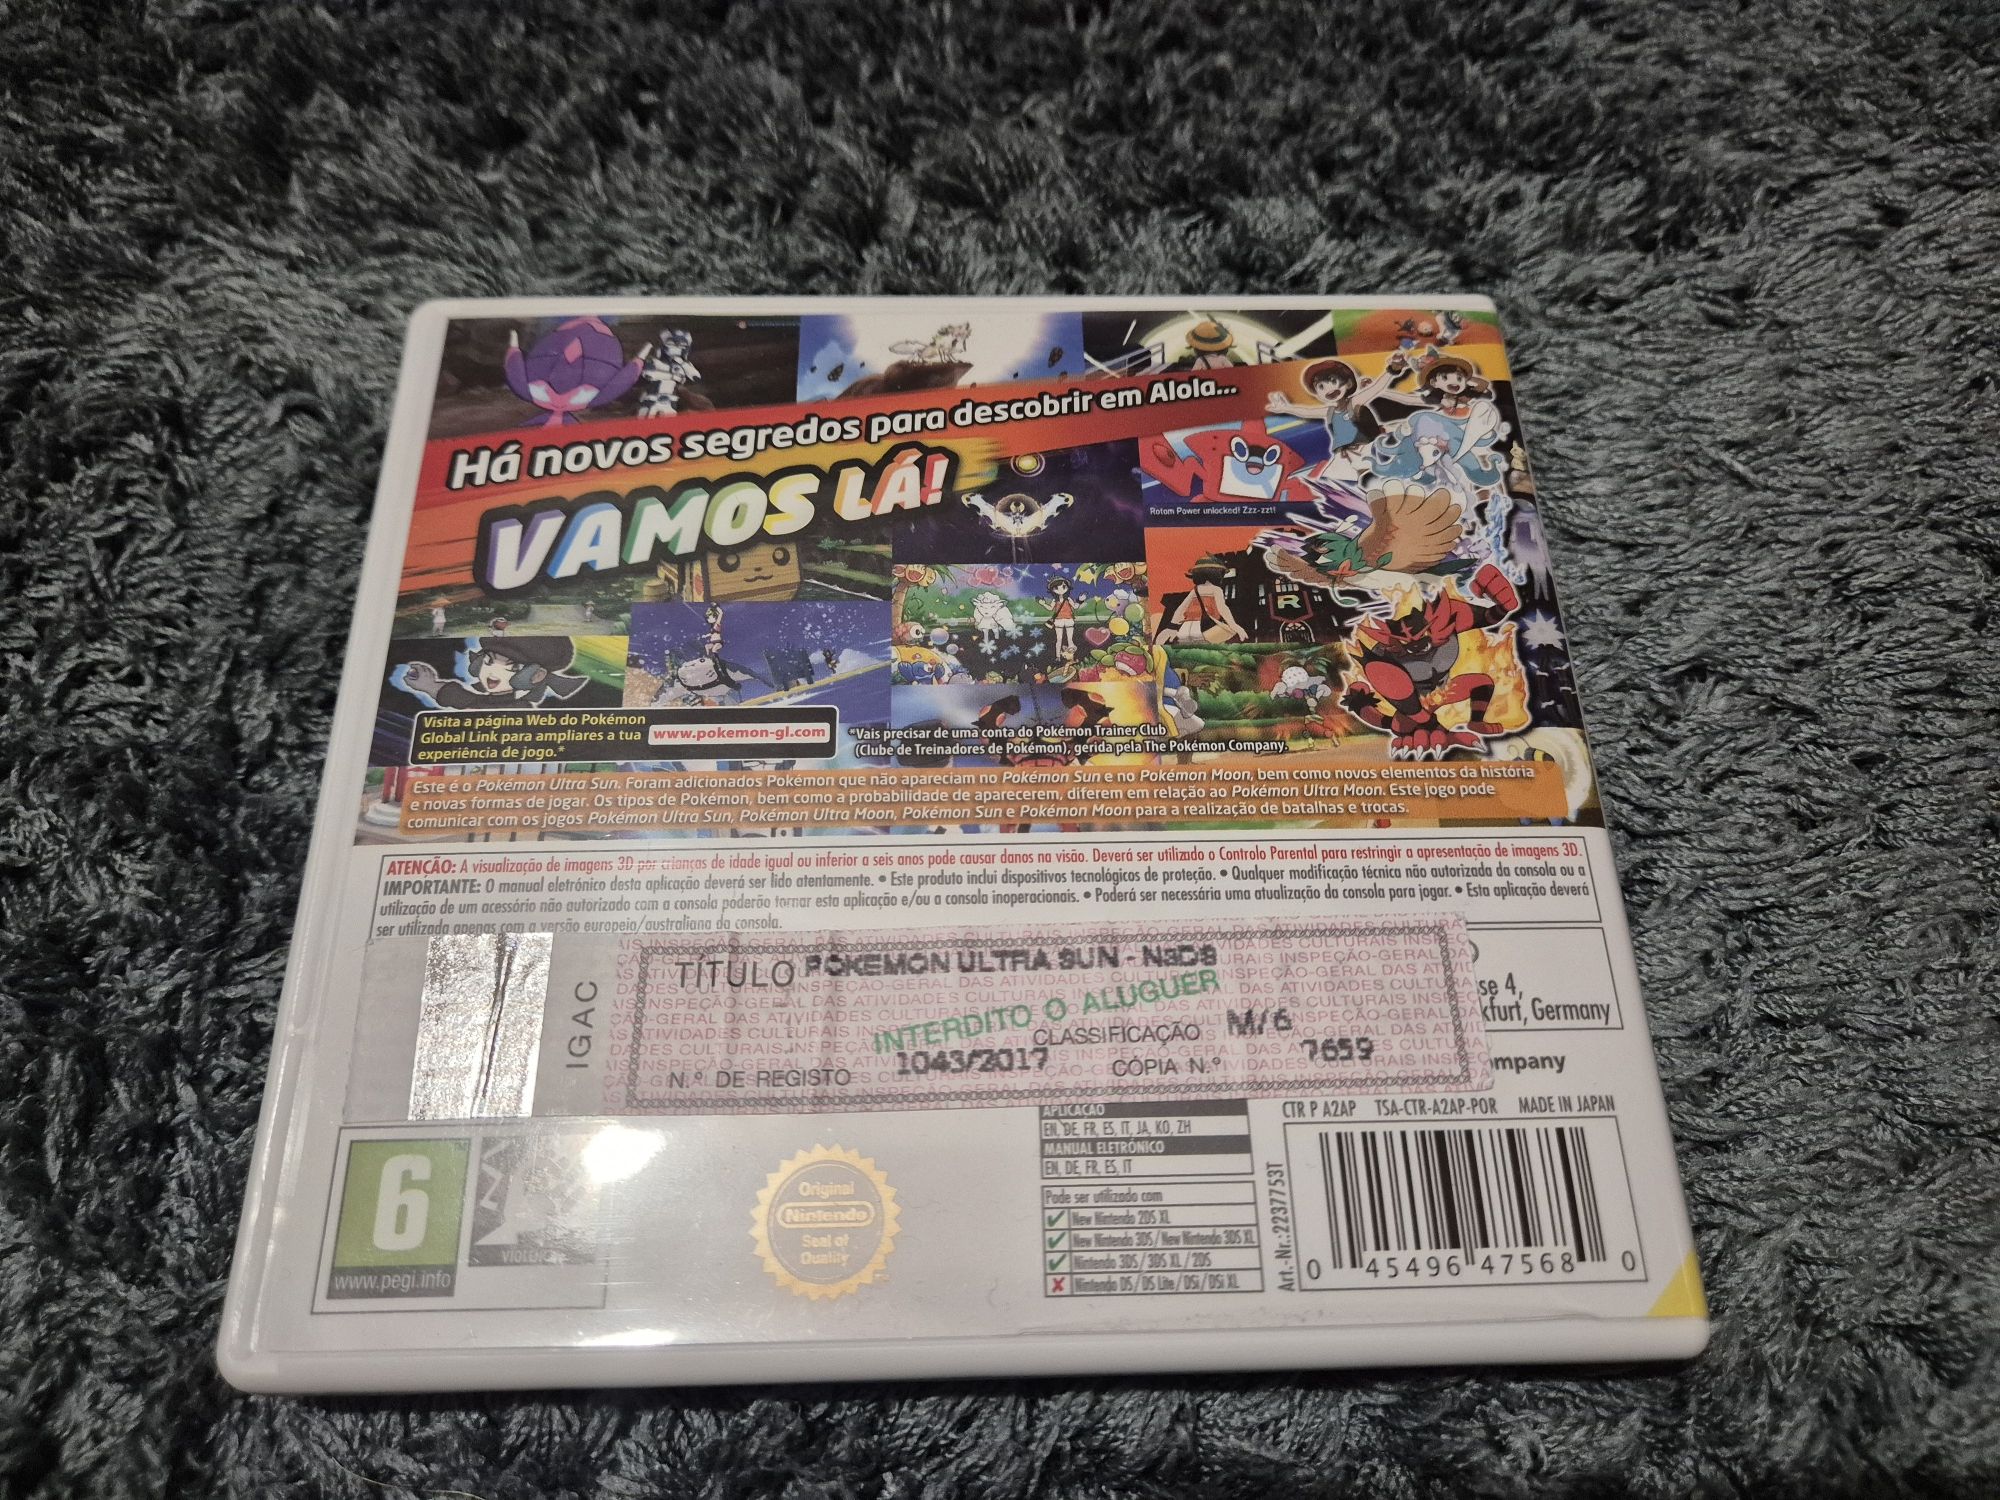 Há novos segredos para descobrir em Alola...
VAMOS LÁ!
Rotom Power unlocked! Zzz-zzt!
R
Visita a página Web do Pokémon
Global Link para ampliares a tua
experiência de jogo.*
www.pokemon-gl.com
*Vais precisar de uma conta do Pokémon Trainer Club
(Clube de Treinadores de Pokémon), gerida pela The Pokémon Company.
Este é o Pokémon Ultra Sun. Foram adicionados Pokémon que não apareciam no Pokémon Sun e no Pokémon Moon, bem como novos elementos da história
e novas formas de jogar. Os tipos de Pokémon, bem como a probabilidade de aparecerem, diferem em relação ao Pokémon Ultra Moon. Este jogo pode
comunicar com os jogos Pokémon Ultra Sun, Pokémon Ultra Moon, Pokémon Sun e Pokémon Moon para a realização de batalhas e trocas.
ATENÇÃO: A visualização de imagens 3D por crianças de idade igual ou inferior a seis anos pode causar danos na visão. Deverá ser utilizado o Controlo Parental para restringir a apresentação de imagens 3D.
IMPORTANTE: O manual eletrónico desta aplicação deverá ser lido atentamente. • Este produto inclui dispositivos tecnológicos de proteção. • Qualquer modificação técnica não autorizada da consola ou a
utilização de um acessório não autorizado com a consola poderão tornar esta aplicação e/ou a consola inoperacionais. • Poderá ser necessária uma atualização da consola para jogar. • Esta aplicação deverá
ser utilizada apenas com a versão europeia/australiana da consola.
IGAC
TÍTULO POKEMON ULTRA SUN - N3DS
INTERDITO O ALUGUER
CLASSIFICAÇÃO M/6
N.º DE REGISTO 1043/2017 CÓPIA N.º 7659
INSPEÇÃO-GERAL DAS ATIVIDADES CULTURAIS
se 4,
kfurt, Germany
ompany
CTR P A2AP TSA-CTR-A2AP-POR MADE IN JAPAN
6
www.pegi.info
Original
Nintendo
Seal of
Quality
APLICAÇÃO
EN, DE, FR, ES, IT, JA, KO, ZH
MANUAL ELETRÓNICO
EN, DE, FR, ES, IT
Pode ser utilizado com
New Nintendo 2DS XL
New Nintendo 3DS / New Nintendo 3DS XL
Nintendo 3DS / 3DS XL / 2DS
Nintendo DS / DS Lite / DSi / DSi XL
Art.-Nr.:2237753T
0 45496 47568 0